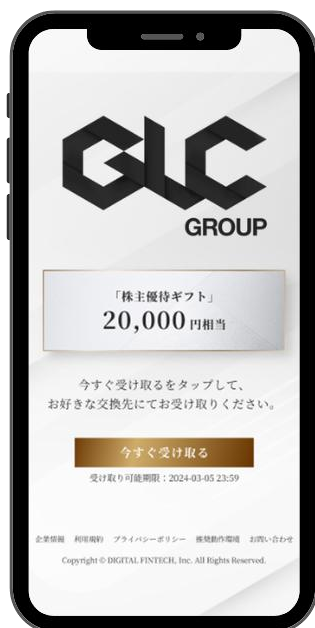 GLC
GROUP
「株主優待ギフト」
20,000 円相当
今すぐ受け取るをタップして、
お好きな交換先にてお受け取りください。
今すぐ受け取る
受け取り可能期限：2024-03-05 23:59
企業情報 利用規約 プライバシーポリシー 推奨動作環境 お問い合わせ
Copyright © DIGITAL FINTECH, Inc. All Rights Reserved.